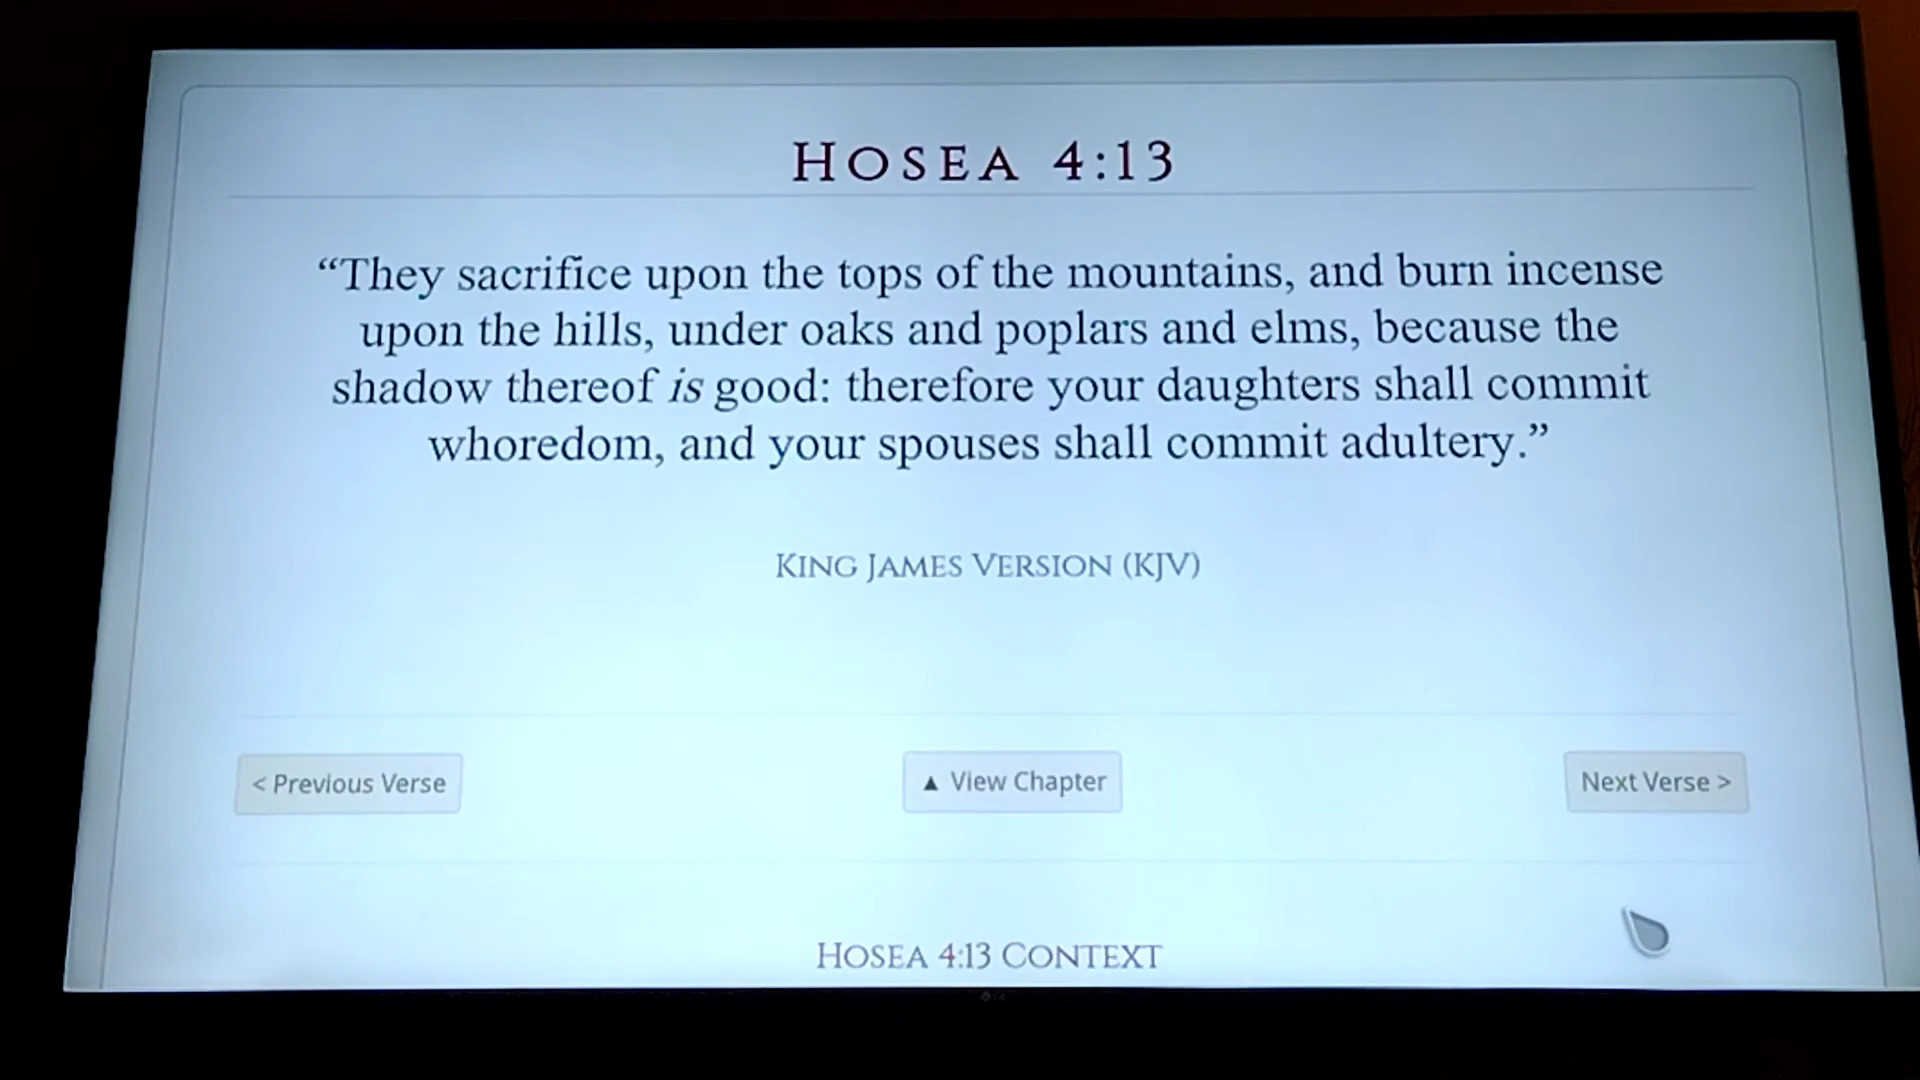 HOSEA 4:13
“They sacrifice upon the tops of the mountains, and burn incense
upon the hills, under oaks and poplars and elms, because the
shadow thereof is good: therefore your daughters shall commit
whoredom, and your spouses shall commit adultery.”
KING JAMES VERSION (KJV)
< Previous Verse
▲ View Chapter
Next Verse >
HOSEA 4:13 CONTEXT